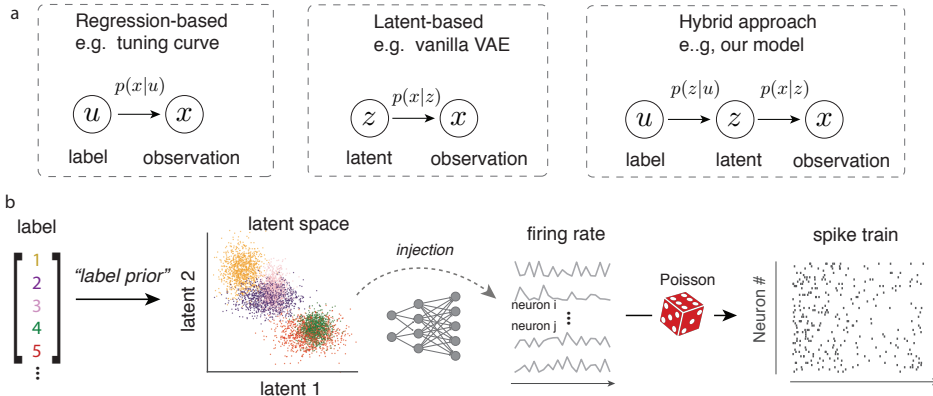 a
Regression-based
e.g. tuning curve
p(x|u)
u
x
label
observation
Latent-based
e.g. vanilla VAE
p(x|z)
z
x
latent
observation
Hybrid approach
e..g, our model
p(z|u)
p(x|z)
u
z
x
label
latent
observation
b
label
1
2
3
4
5
“label prior”
latent space
latent 2
latent 1
injection
firing rate
neuron i
neuron j
Poisson
spike train
Neuron #